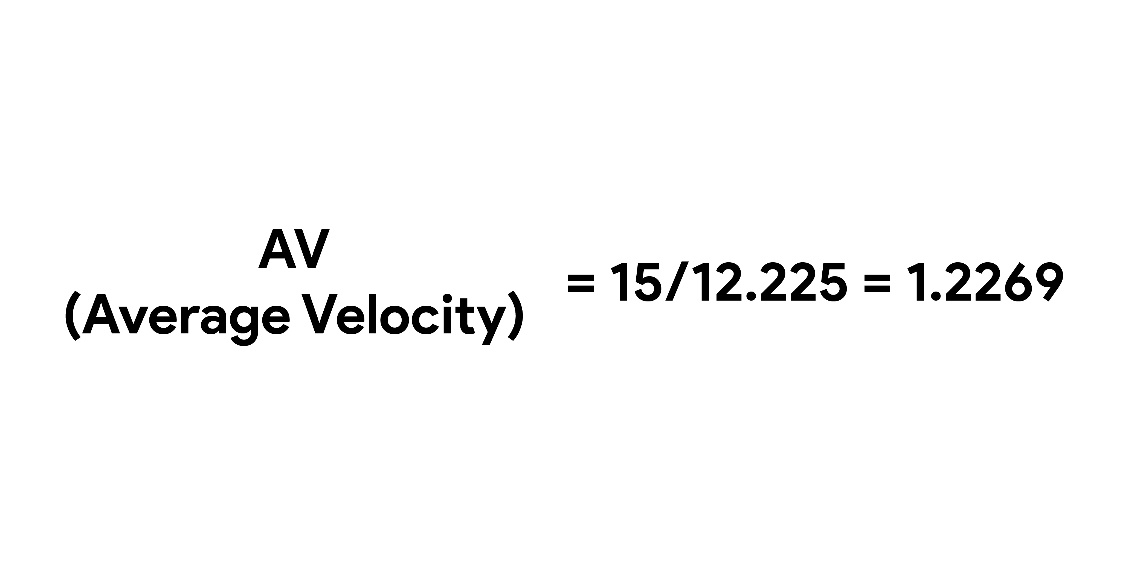 AV
(Average Velocity)
= 15/12.225 = 1.2269